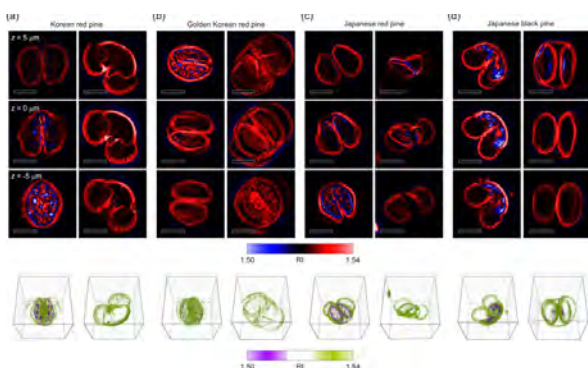 (a) Korean red pine
(b) Golden Korean red pine
(c) Japanese red pine
(d) Japanese black pine
z = 5 μm
z = 0 μm
z = -5 μm
1.50 RI 1.54
1.50 RI 1.54